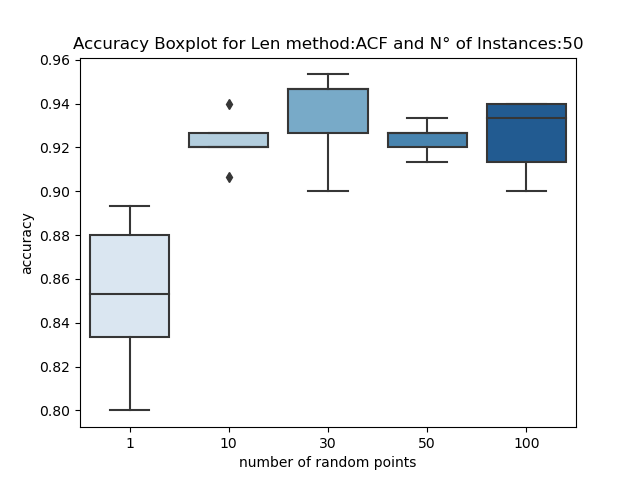 Accuracy Boxplot for Len method:ACF and N° of Instances:50
0.96
0.94
0.92
0.90
0.88
0.86
0.84
0.82
0.80
accuracy
1 10 30 50 100
number of random points